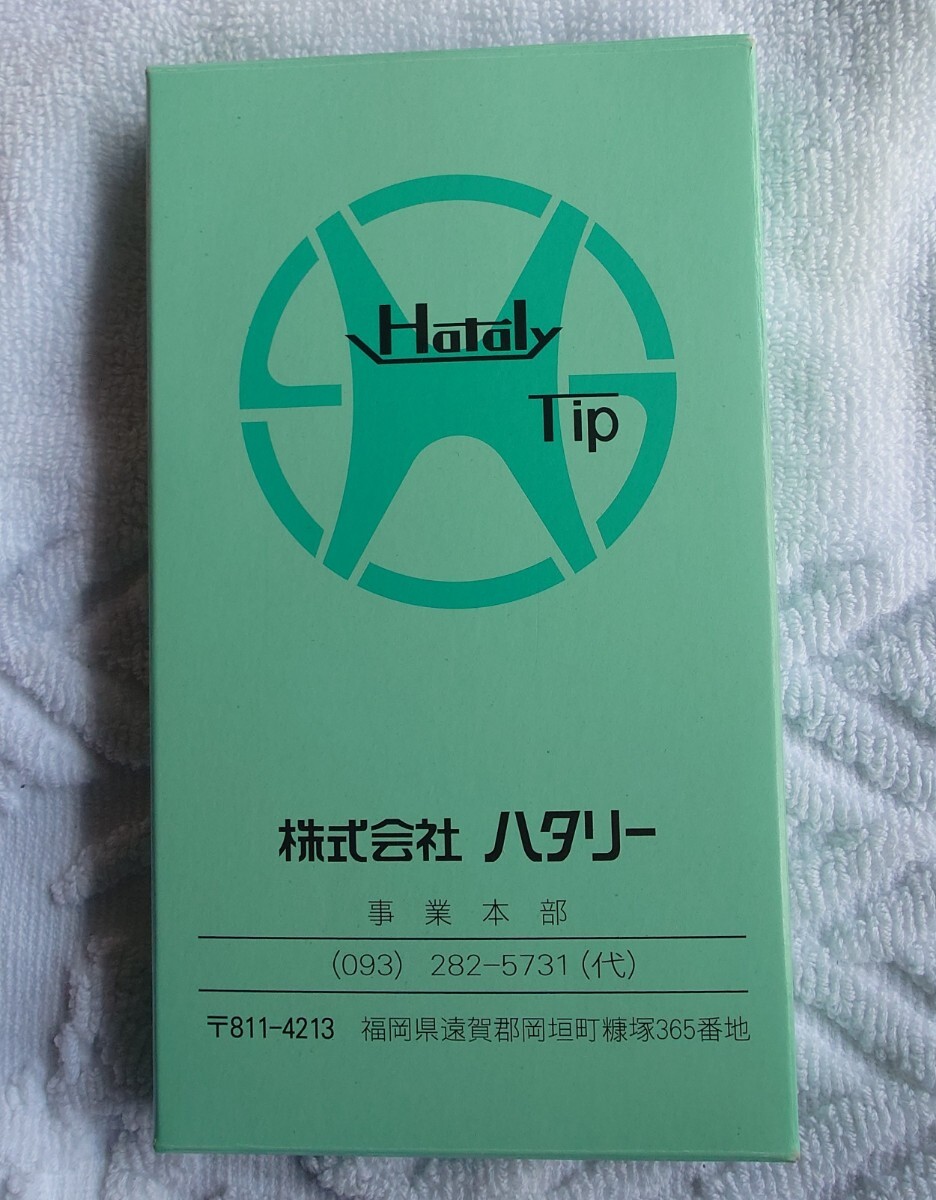 Hataly
Tip
株式会社 ハタリー
事業本部
(093) 282-5731(代)
〒811-4213 福岡県遠賀郡岡垣町糠塚365番地